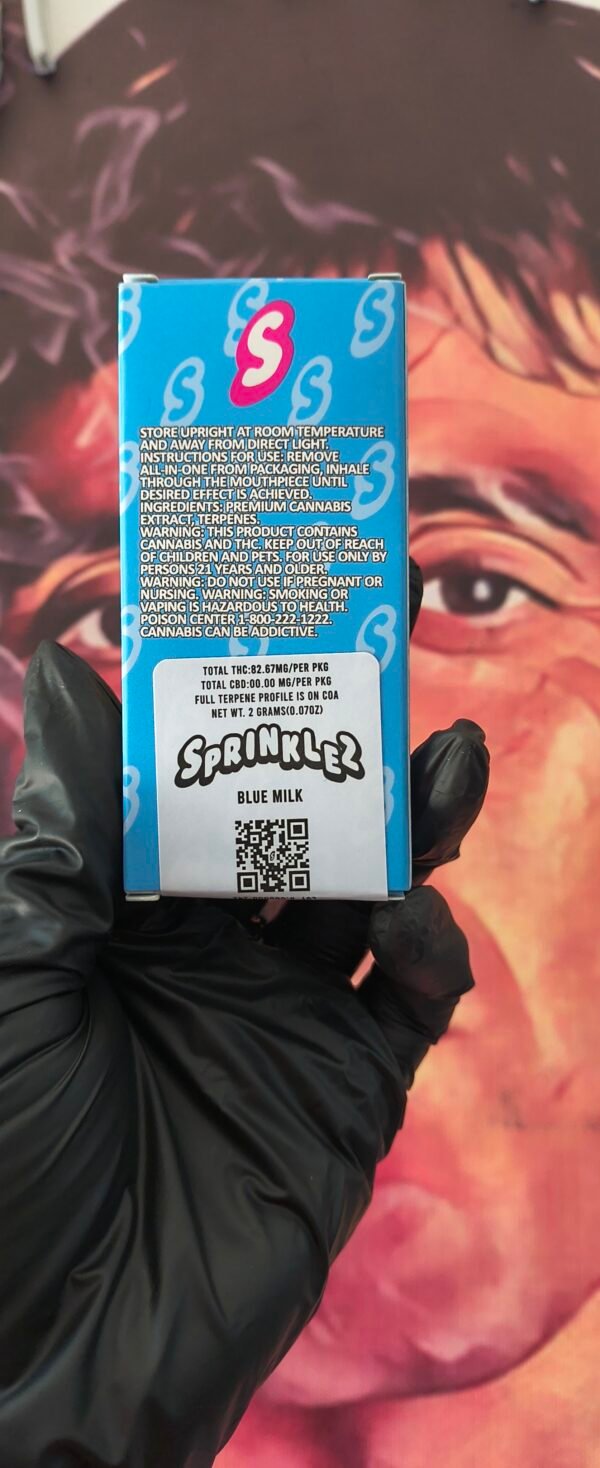 S
STORE UPRIGHT AT ROOM TEMPERATURE
AND AWAY FROM DIRECT LIGHT.
INSTRUCTIONS FOR USE: REMOVE
ALL-IN-ONE FROM PACKAGING, INHALE
THROUGH THE MOUTHPIECE UNTIL
DESIRED EFFECT IS ACHIEVED.
INGREDIENTS: PREMIUM CANNABIS
EXTRACT, TERPENES.
WARNING: THIS PRODUCT CONTAINS
CANNABIS AND THC. KEEP OUT OF REACH
OF CHILDREN AND PETS. FOR USE ONLY BY
PERSONS 21 YEARS AND OLDER.
WARNING: DO NOT USE IF PREGNANT OR
NURSING. WARNING: SMOKING OR
VAPING IS HAZARDOUS TO HEALTH.
POISON CENTER 1-800-222-1222.
CANNABIS CAN BE ADDICTIVE.
TOTAL THC:82.67MG/PER PKG
TOTAL CBD:00.00 MG/PER PKG
FULL TERPENE PROFILE IS ON COA
NET WT. 2 GRAMS(0.07OZ)
SPRINKLEZ
BLUE MILK